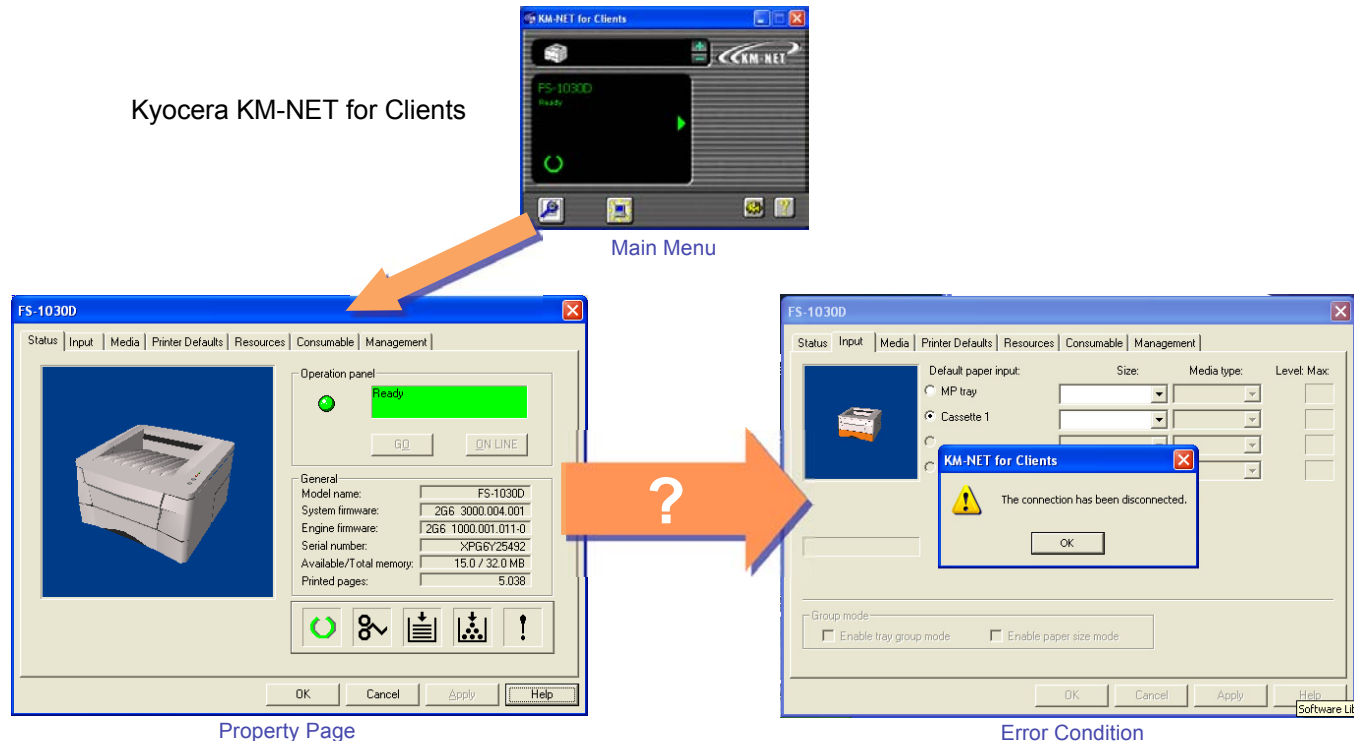 KM-NET for Clients
KM-NET
FS-1030D
Ready
Kyocera KM-NET for Clients
Main Menu
FS-1030D
Status Input Media Printer Defaults Resources Consumable Management
Operation panel
Ready
GO ON LINE
General
Model name: FS-1030D
System firmware: 2G6 3000.004.001
Engine firmware: 2G6 1000.001.011-0
Serial number: XPG6Y25492
Available/Total memory: 15.0 / 32.0 MB
Printed pages: 5.038
OK Cancel Apply Help
Property Page
?
FS-1030D
Status Input Media Printer Defaults Resources Consumable Management
Default paper input: Size: Media type: Level: Max:
MP tray
Cassette 1
KM-NET for Clients
The connection has been disconnected.
OK
Group mode
Enable tray group mode Enable paper size mode
OK Cancel Apply Help
Software Lib
Error Condition